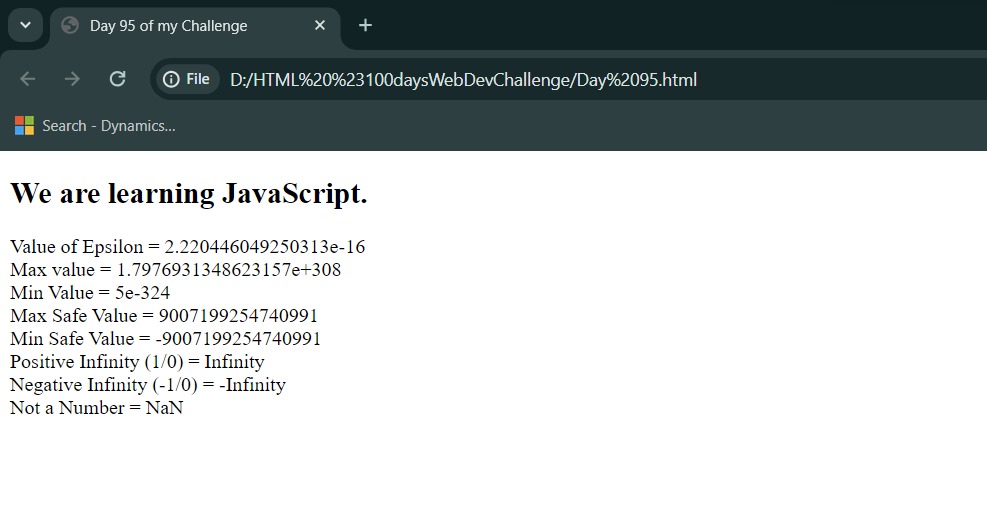 Day 95 of my Challenge
File D:/HTML%20%23100daysWebDevChallenge/Day%2095.html
Search - Dynamics...
We are learning JavaScript.
Value of Epsilon = 2.220446049250313e-16
Max value = 1.7976931348623157e+308
Min Value = 5e-324
Max Safe Value = 9007199254740991
Min Safe Value = -9007199254740991
Positive Infinity (1/0) = Infinity
Negative Infinity (-1/0) = -Infinity
Not a Number = NaN